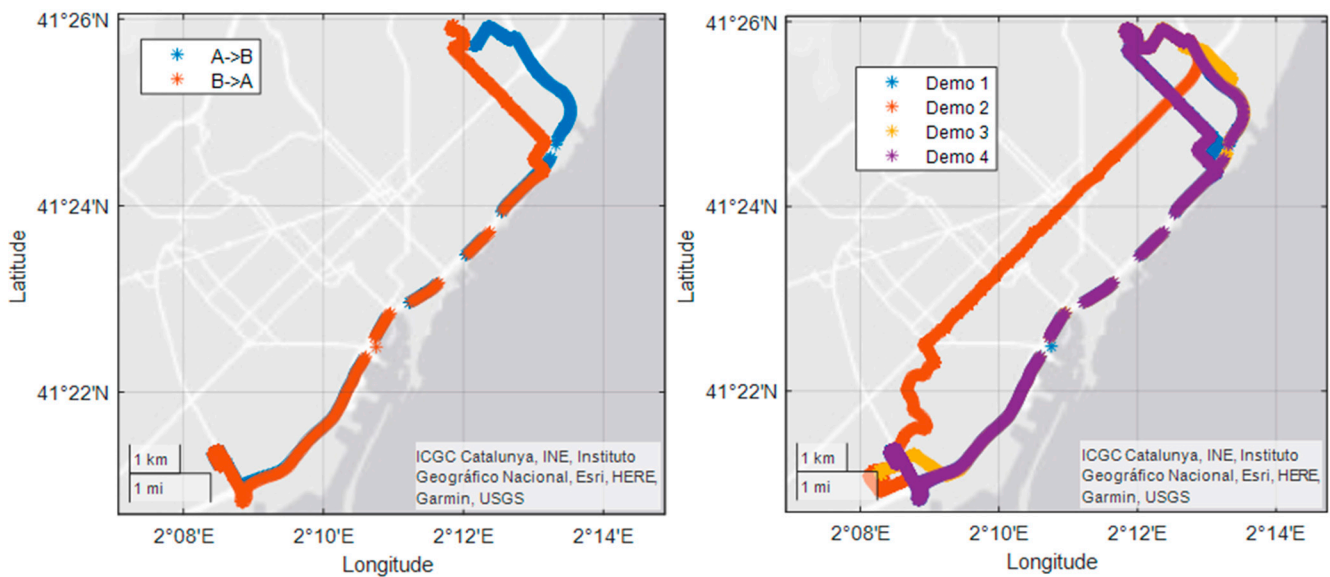 41°26'N
41°24'N
41°22'N
Latitude
A->B
B->A
1 km
1 mi
ICGC Catalunya, INE, Instituto
Geográfico Nacional, Esri, HERE,
Garmin, USGS
2°08'E
2°10'E
2°12'E
2°14'E
Longitude
41°26'N
41°24'N
41°22'N
Latitude
Demo 1
Demo 2
Demo 3
Demo 4
1 km
1 mi
ICGC Catalunya, INE, Instituto
Geográfico Nacional, Esri, HERE,
Garmin, USGS
2°08'E
2°10'E
2°12'E
2°14'E
Longitude